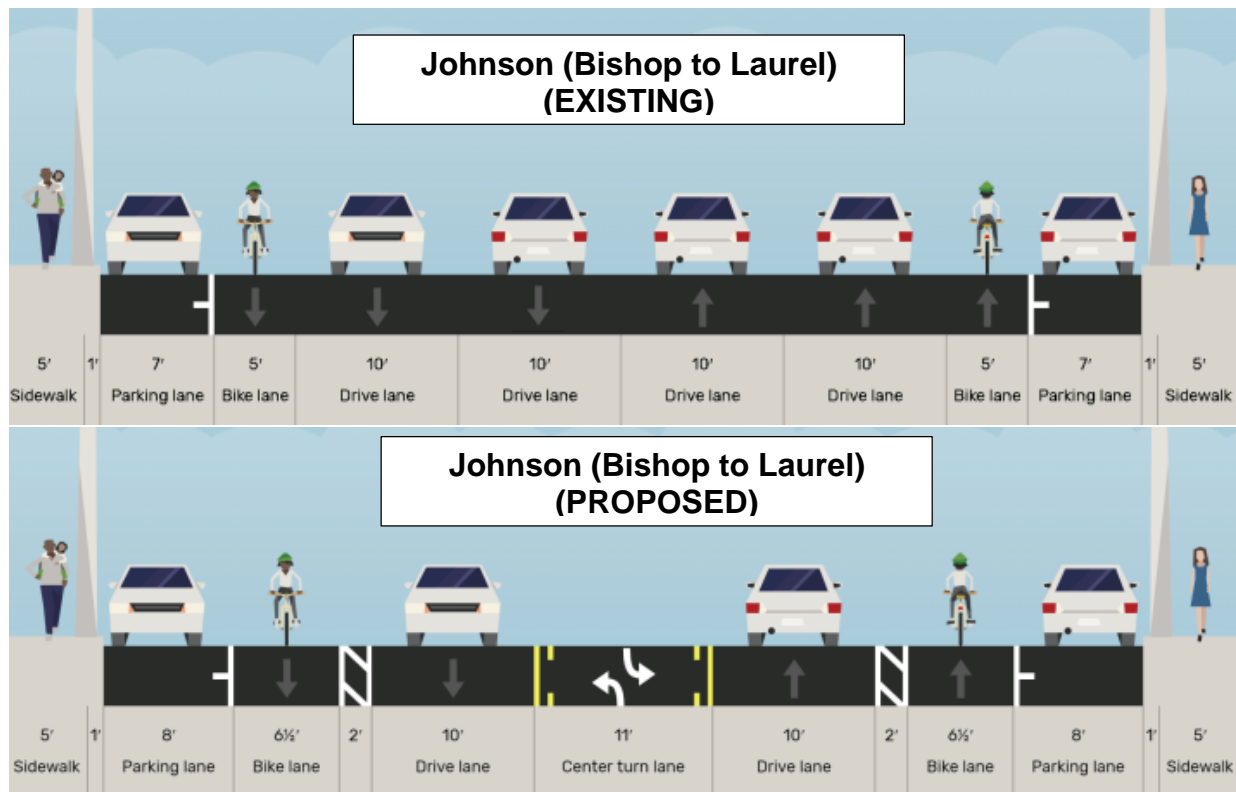 Johnson (Bishop to Laurel)
(EXISTING)
5' 1' 7' 5' 10' 10' 10' 10' 5' 7' 1' 5'
Sidewalk Parking lane Bike lane Drive lane Drive lane Drive lane Drive lane Bike lane Parking lane Sidewalk
Johnson (Bishop to Laurel)
(PROPOSED)
5' 1' 8' 6½' 2' 10' 11' 10' 2' 6½' 8' 1' 5'
Sidewalk Parking lane Bike lane Drive lane Center turn lane Drive lane Bike lane Parking lane Sidewalk